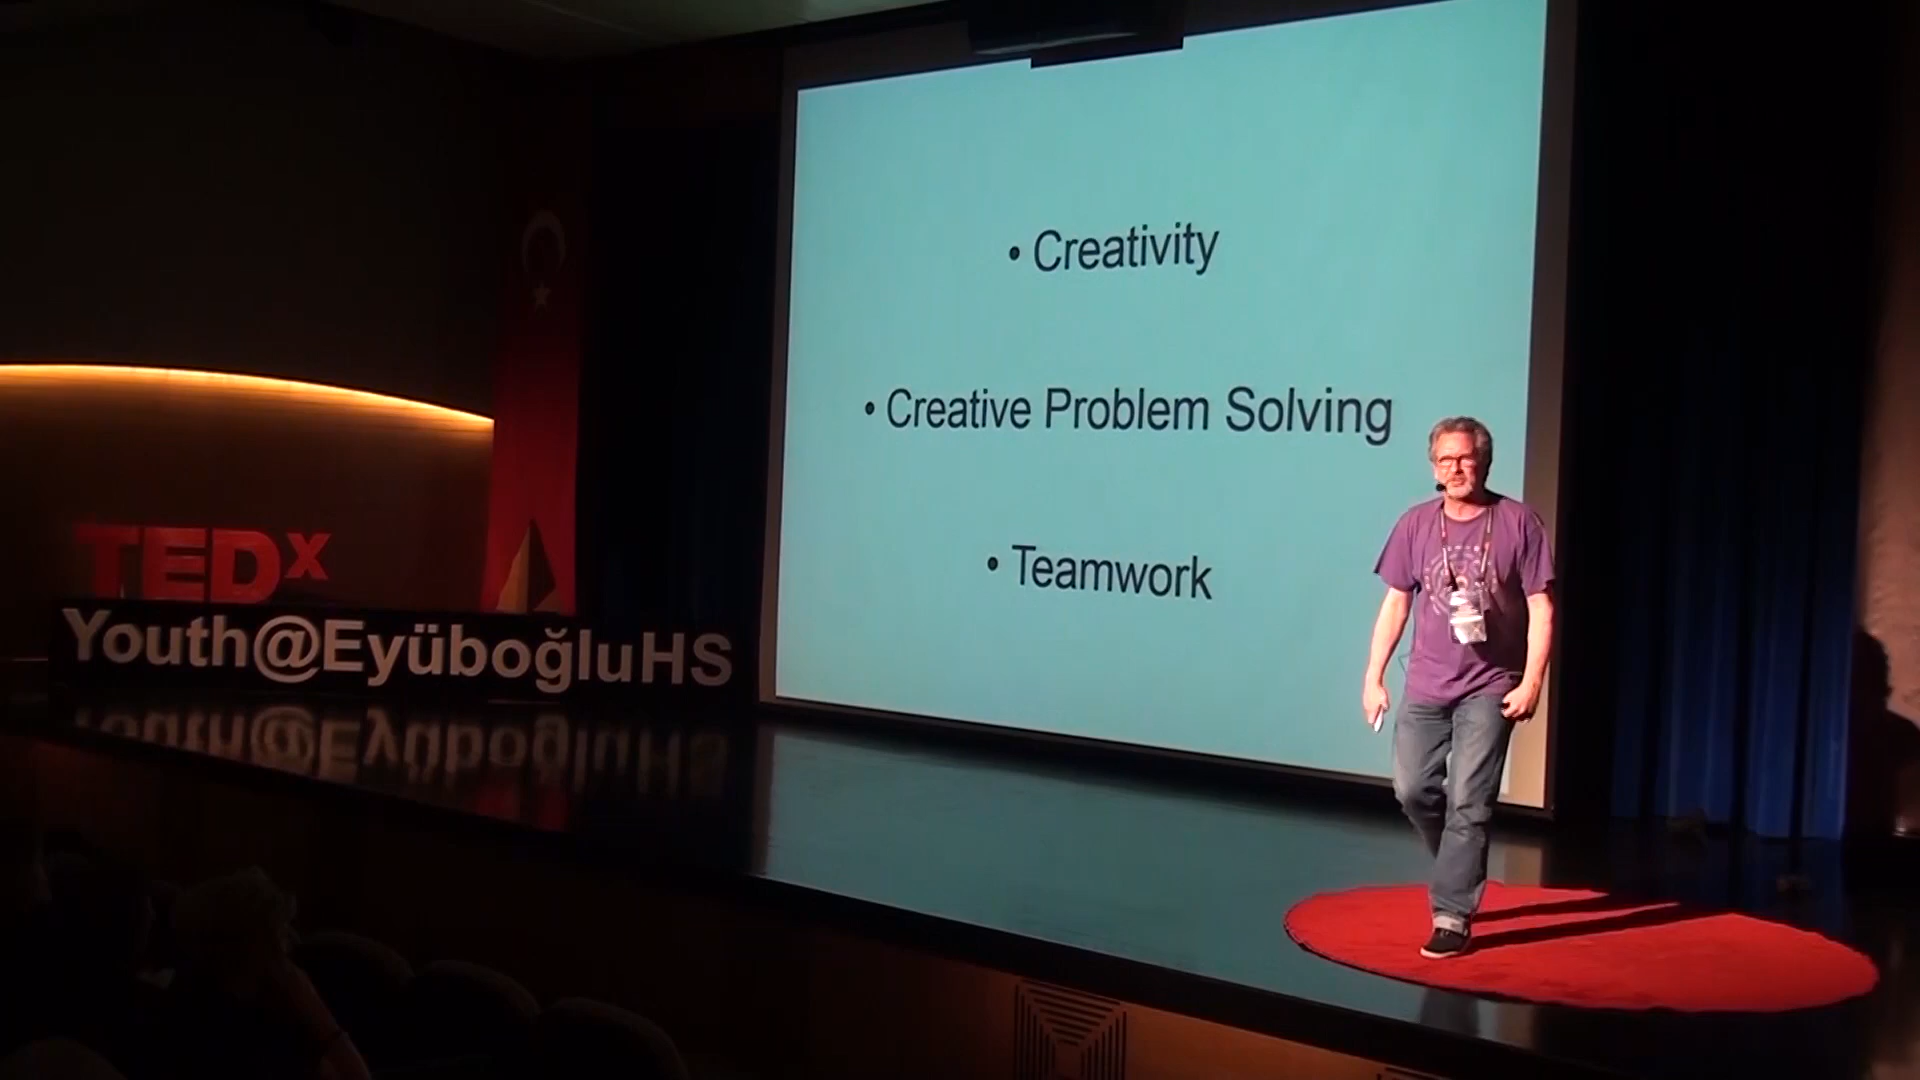 • Creativity
• Creative Problem Solving
• Teamwork
TEDx
Youth@EyüboğluHS